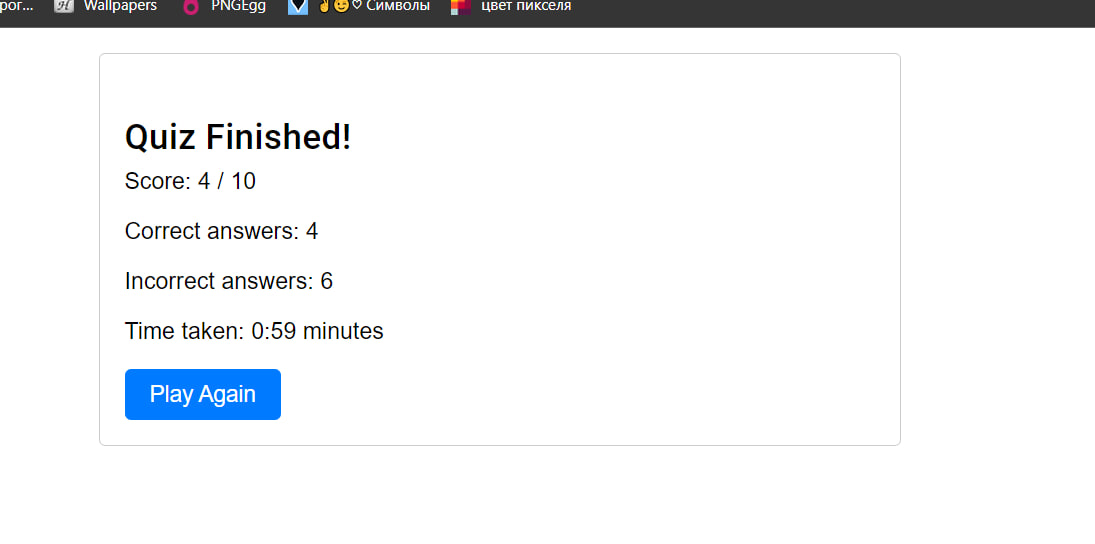 рог... Wallpapers PNGEgg ✌😉♡ Символы цвет пикселя
Quiz Finished!
Score: 4 / 10
Correct answers: 4
Incorrect answers: 6
Time taken: 0:59 minutes
Play Again